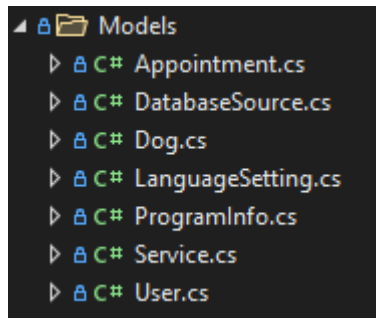 Models
C# Appointment.cs
C# DatabaseSource.cs
C# Dog.cs
C# LanguageSetting.cs
C# ProgramInfo.cs
C# Service.cs
C# User.cs